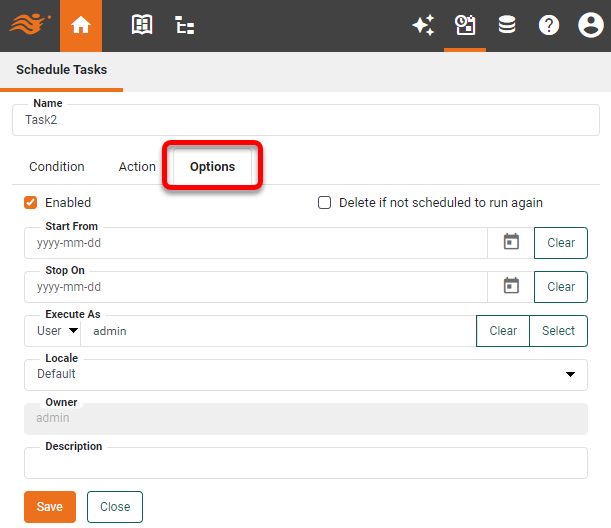 Schedule Tasks
Name
Task2
Condition Action Options
Enabled Delete if not scheduled to run again
Start From
yyyy-mm-dd Clear
Stop On
yyyy-mm-dd Clear
Execute As
User admin Clear Select
Locale
Default
Owner
admin
Description
Save Close